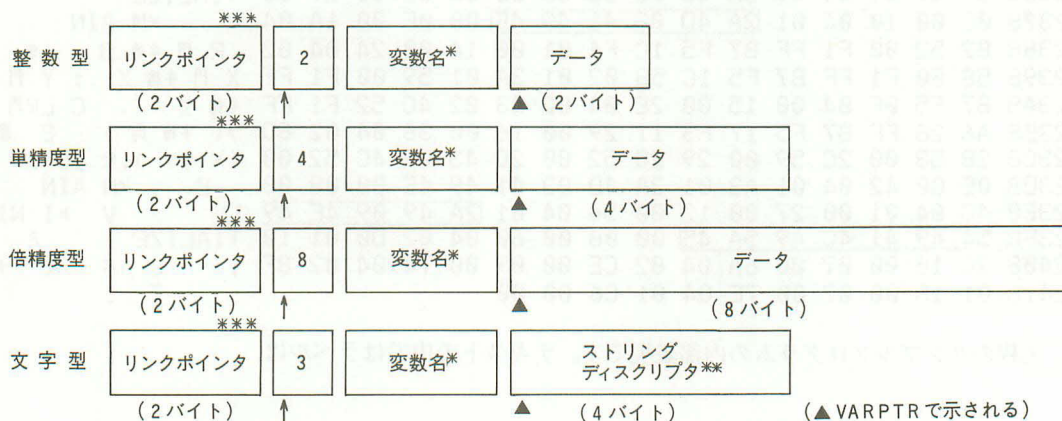 ***
整数型 リンクポインタ 2 変数名* データ
(2バイト) ↑ ▲ (2バイト)
***
単精度型 リンクポインタ 4 変数名* データ
(2バイト) ↑ ▲ (4バイト)
***
倍精度型 リンクポインタ 8 変数名* データ
(2バイト) ↑ ▲ (8バイト)
***
文字型 リンクポインタ 3 変数名* ストリング
ディスクリプタ**
(2バイト) ↑ ▲ (4バイト) (▲VARPTRで示される)